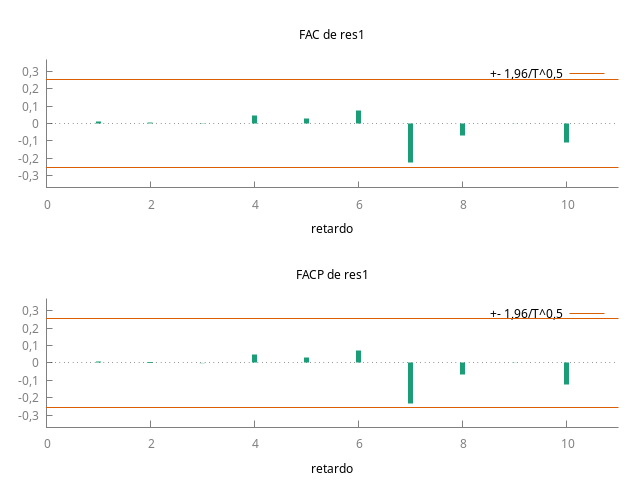 FAC de res1
+- 1,96/T^0,5
0,3
0,2
0,1
0
-0,1
-0,2
-0,3
0 2 4 6 8 10
retardo
FACP de res1
+- 1,96/T^0,5
0,3
0,2
0,1
0
-0,1
-0,2
-0,3
0 2 4 6 8 10
retardo